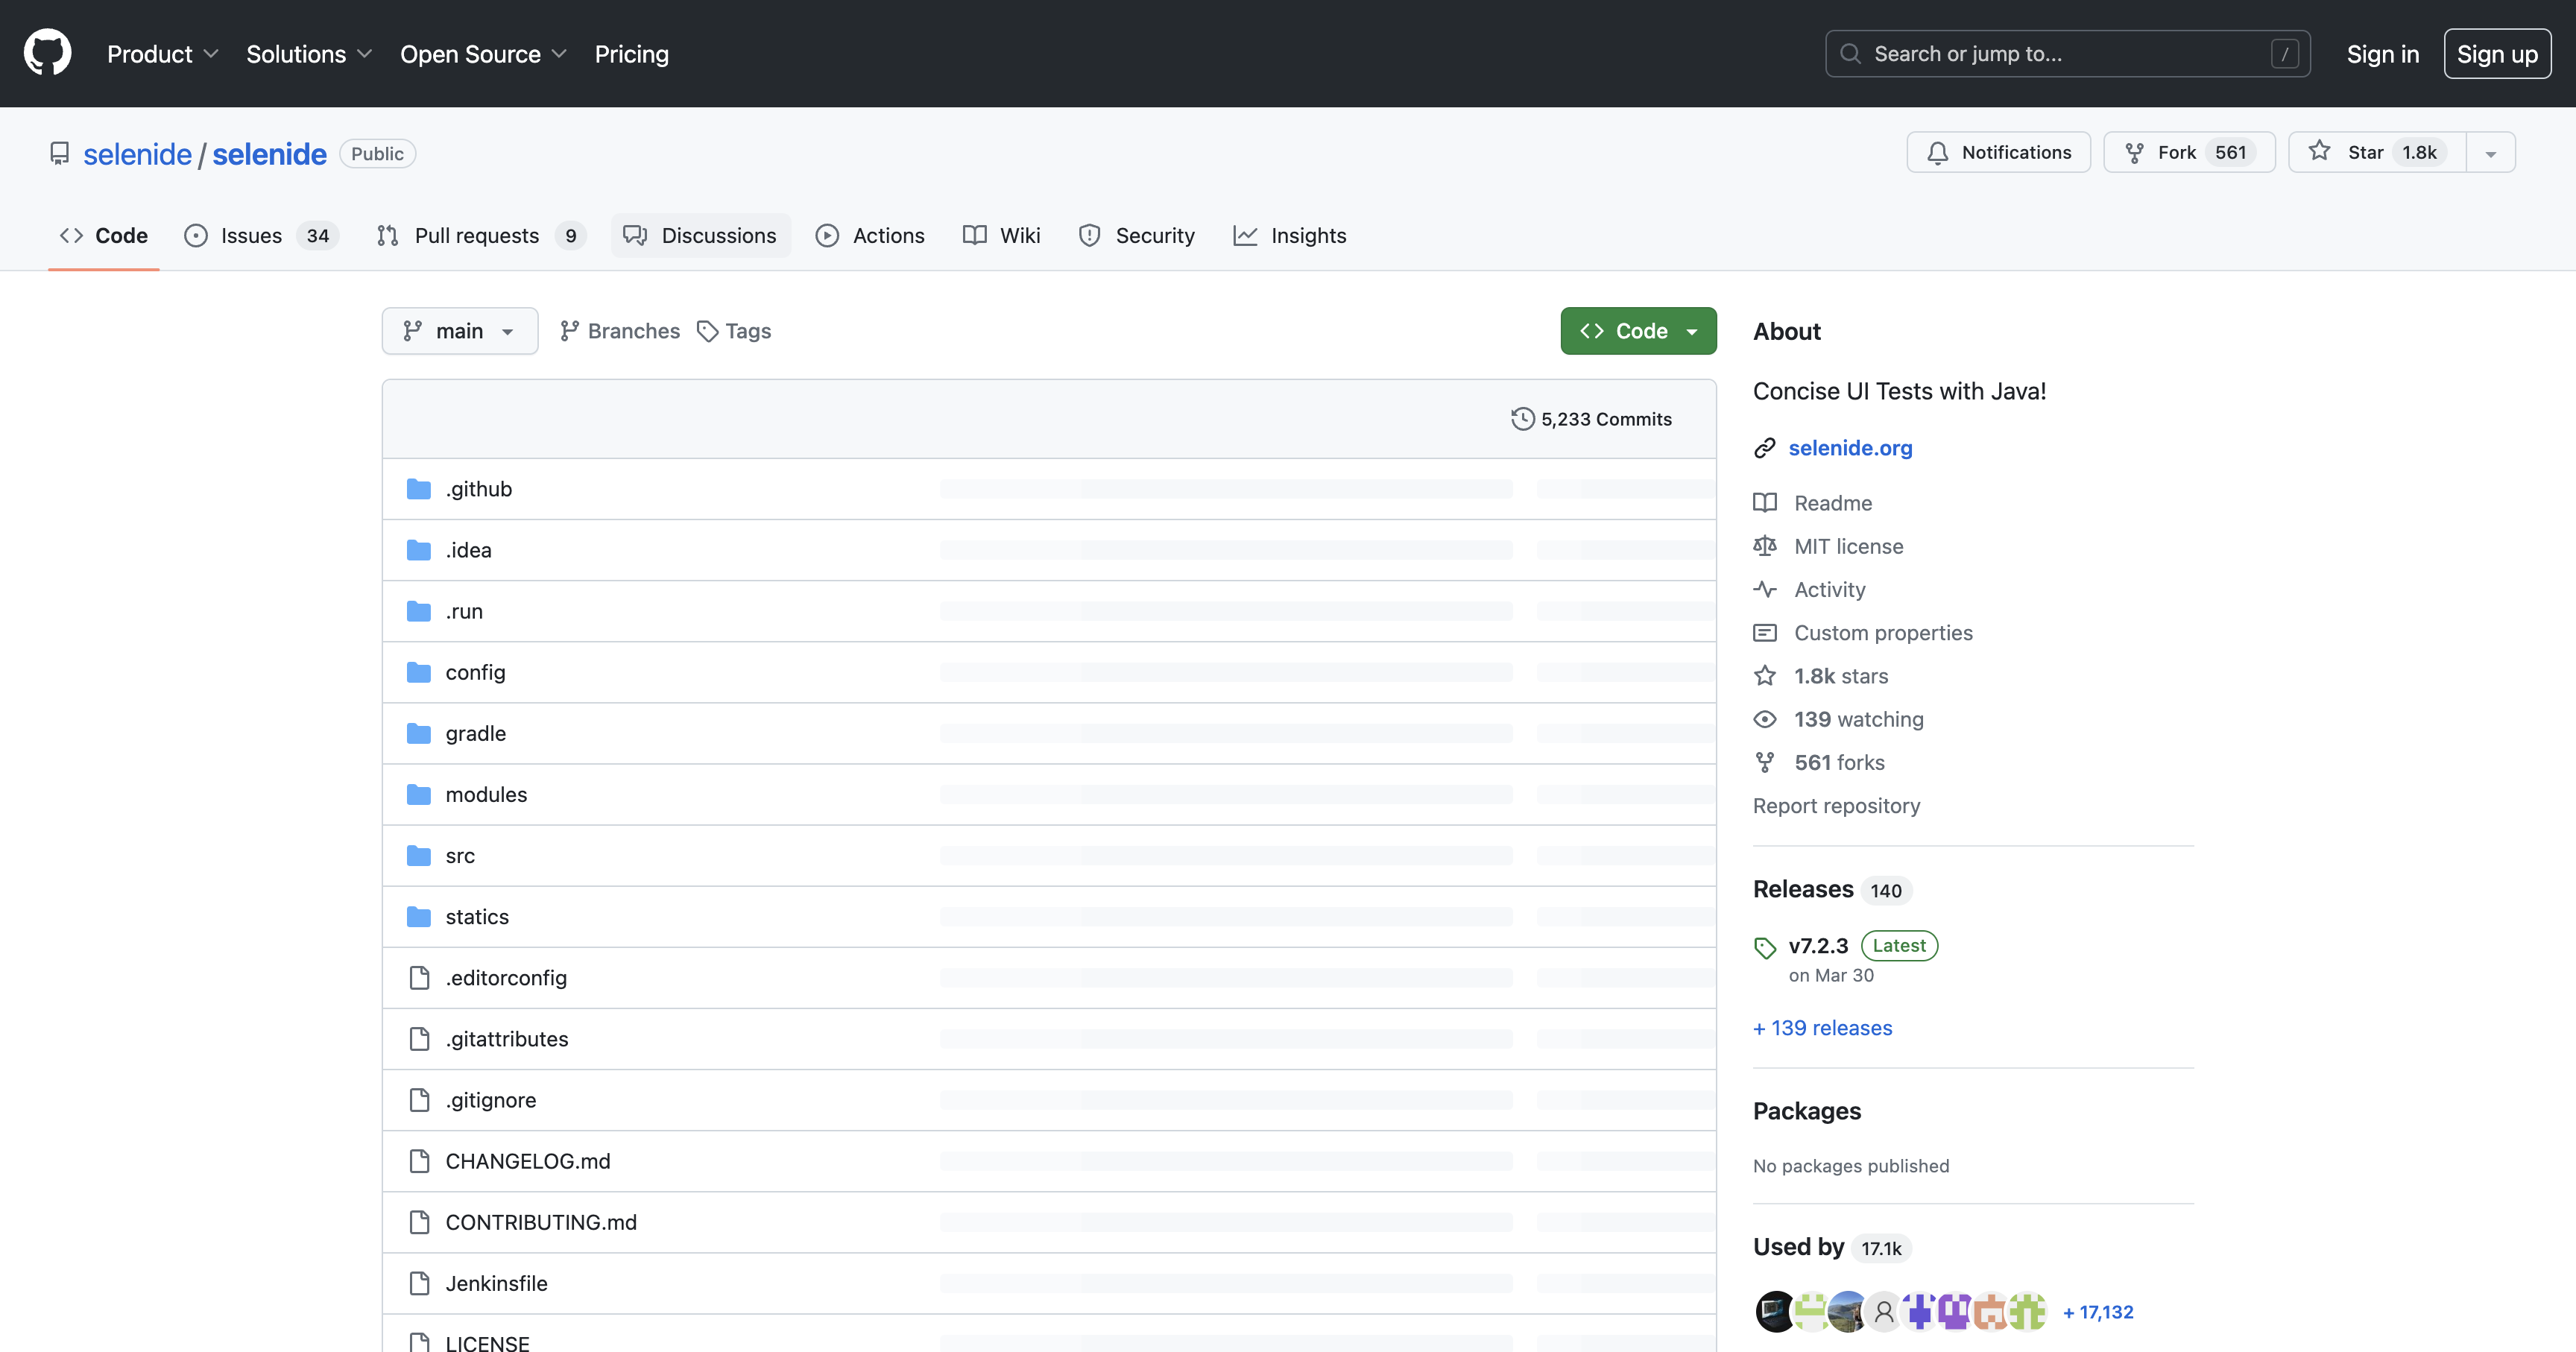 Product Solutions Open Source Pricing Search or jump to... / Sign in Sign up
selenide / selenide Public Notifications Fork 561 Star 1.8k
Code Issues 34 Pull requests 9 Discussions Actions Wiki Security Insights
main Branches Tags Code
5,233 Commits
.github
.idea
.run
config
gradle
modules
src
statics
.editorconfig
.gitattributes
.gitignore
CHANGELOG.md
CONTRIBUTING.md
Jenkinsfile
LICENSE
About
Concise UI Tests with Java!
selenide.org
Readme
MIT license
Activity
Custom properties
1.8k stars
139 watching
561 forks
Report repository
Releases 140
v7.2.3 Latest
on Mar 30
+ 139 releases
Packages
No packages published
Used by 17.1k
+ 17,132